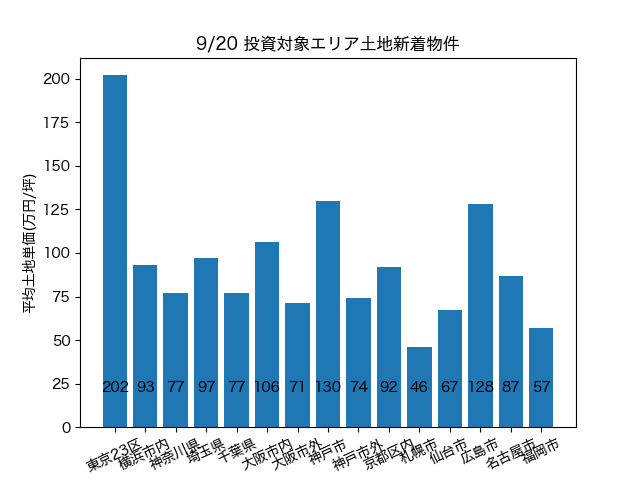 9/20 投資対象エリア土地新着物件
平均土地単価(万円/坪)
200
175
150
125
100
75
50
25
0
202 93 77 97 77 106 71 130 74 92 46 67 128 87 57
東京23区 横浜市内 神奈川県 埼玉県 千葉県 大阪市内 大阪市外 神戸市 神戸市外 京都区内 札幌市 仙台市 広島市 名古屋市 福岡市